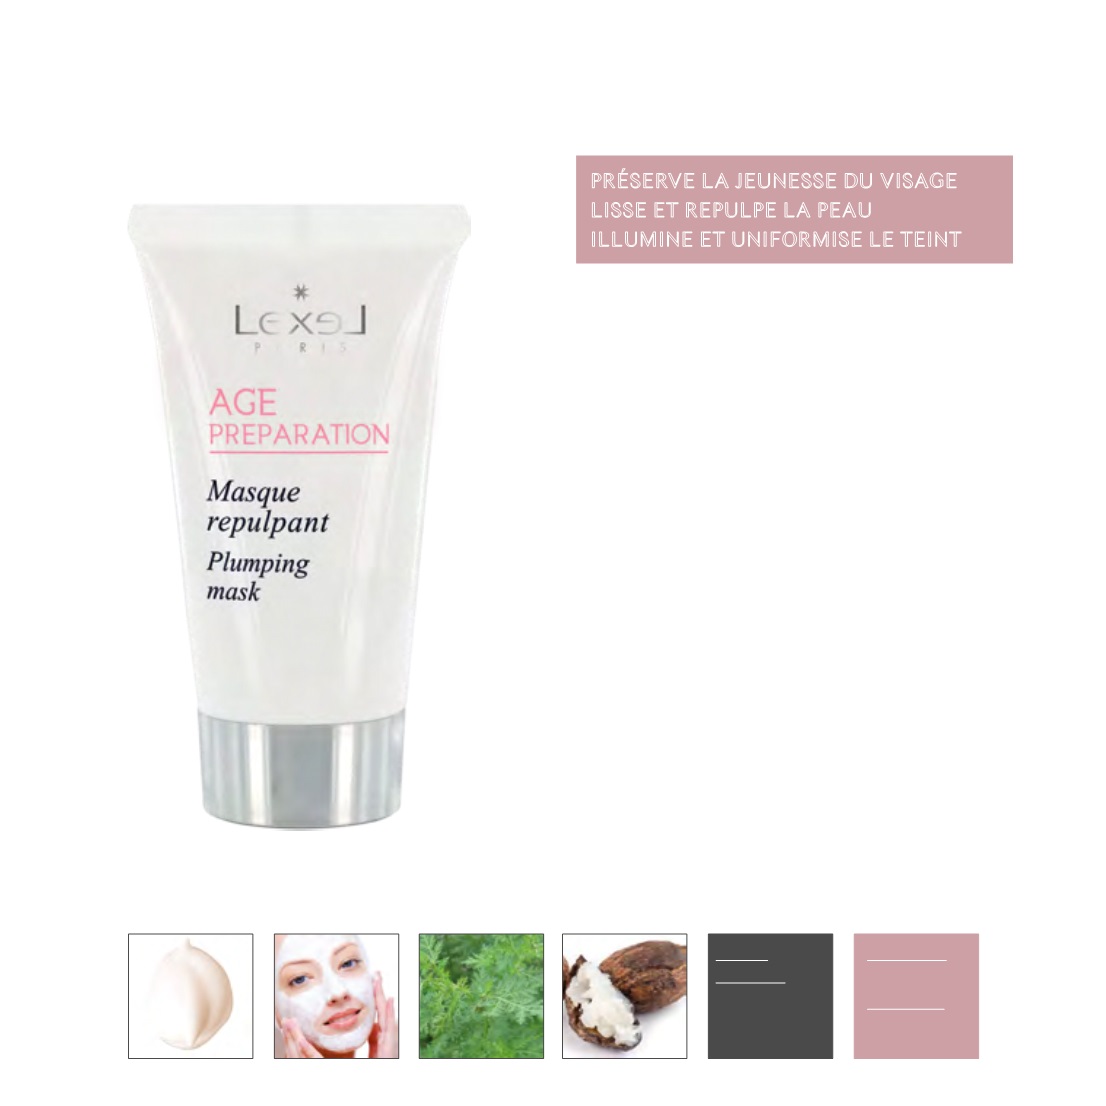 PRÉSERVE LA JEUNESSE DU VISAGE
LISSE ET REPULPE LA PEAU
ILLUMINE ET UNIFORMISE LE TEINT
Lexel
PARIS
AGE
PREPARATION
Masque
repulpant
Plumping
mask